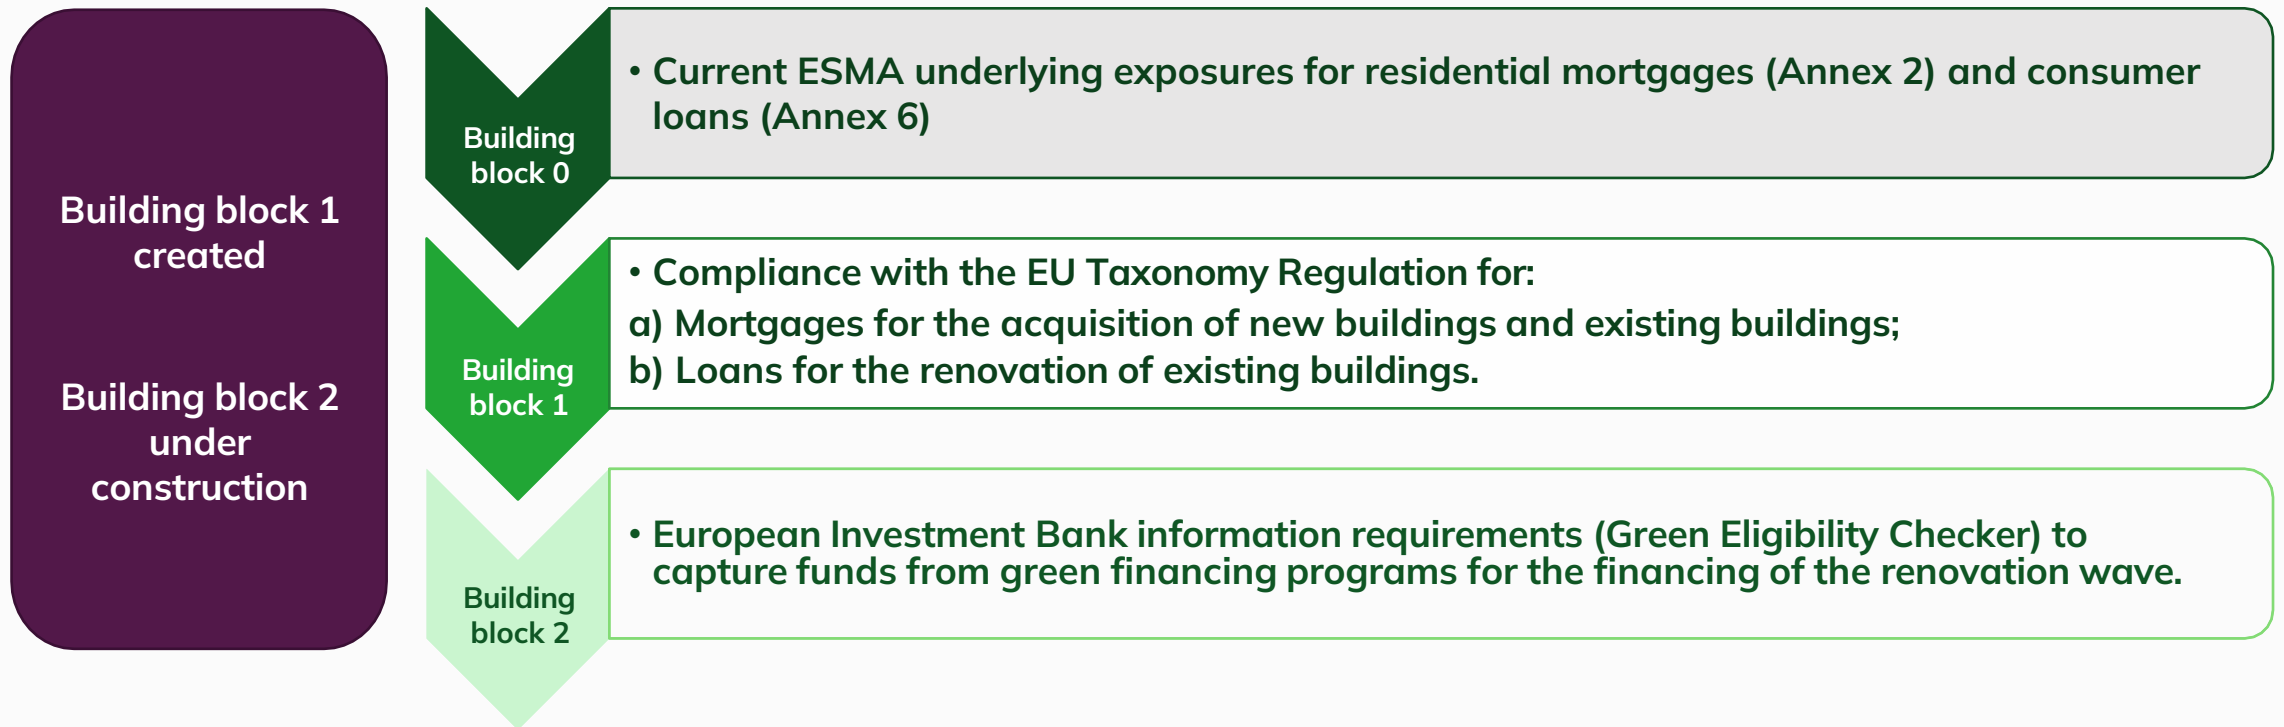 Building block 1
created
Building block 2
under
construction
Building
block 0
• Current ESMA underlying exposures for residential mortgages (Annex 2) and consumer
loans (Annex 6)
Building
block 1
• Compliance with the EU Taxonomy Regulation for:
a) Mortgages for the acquisition of new buildings and existing buildings;
b) Loans for the renovation of existing buildings.
Building
block 2
• European Investment Bank information requirements (Green Eligibility Checker) to
capture funds from green financing programs for the financing of the renovation wave.